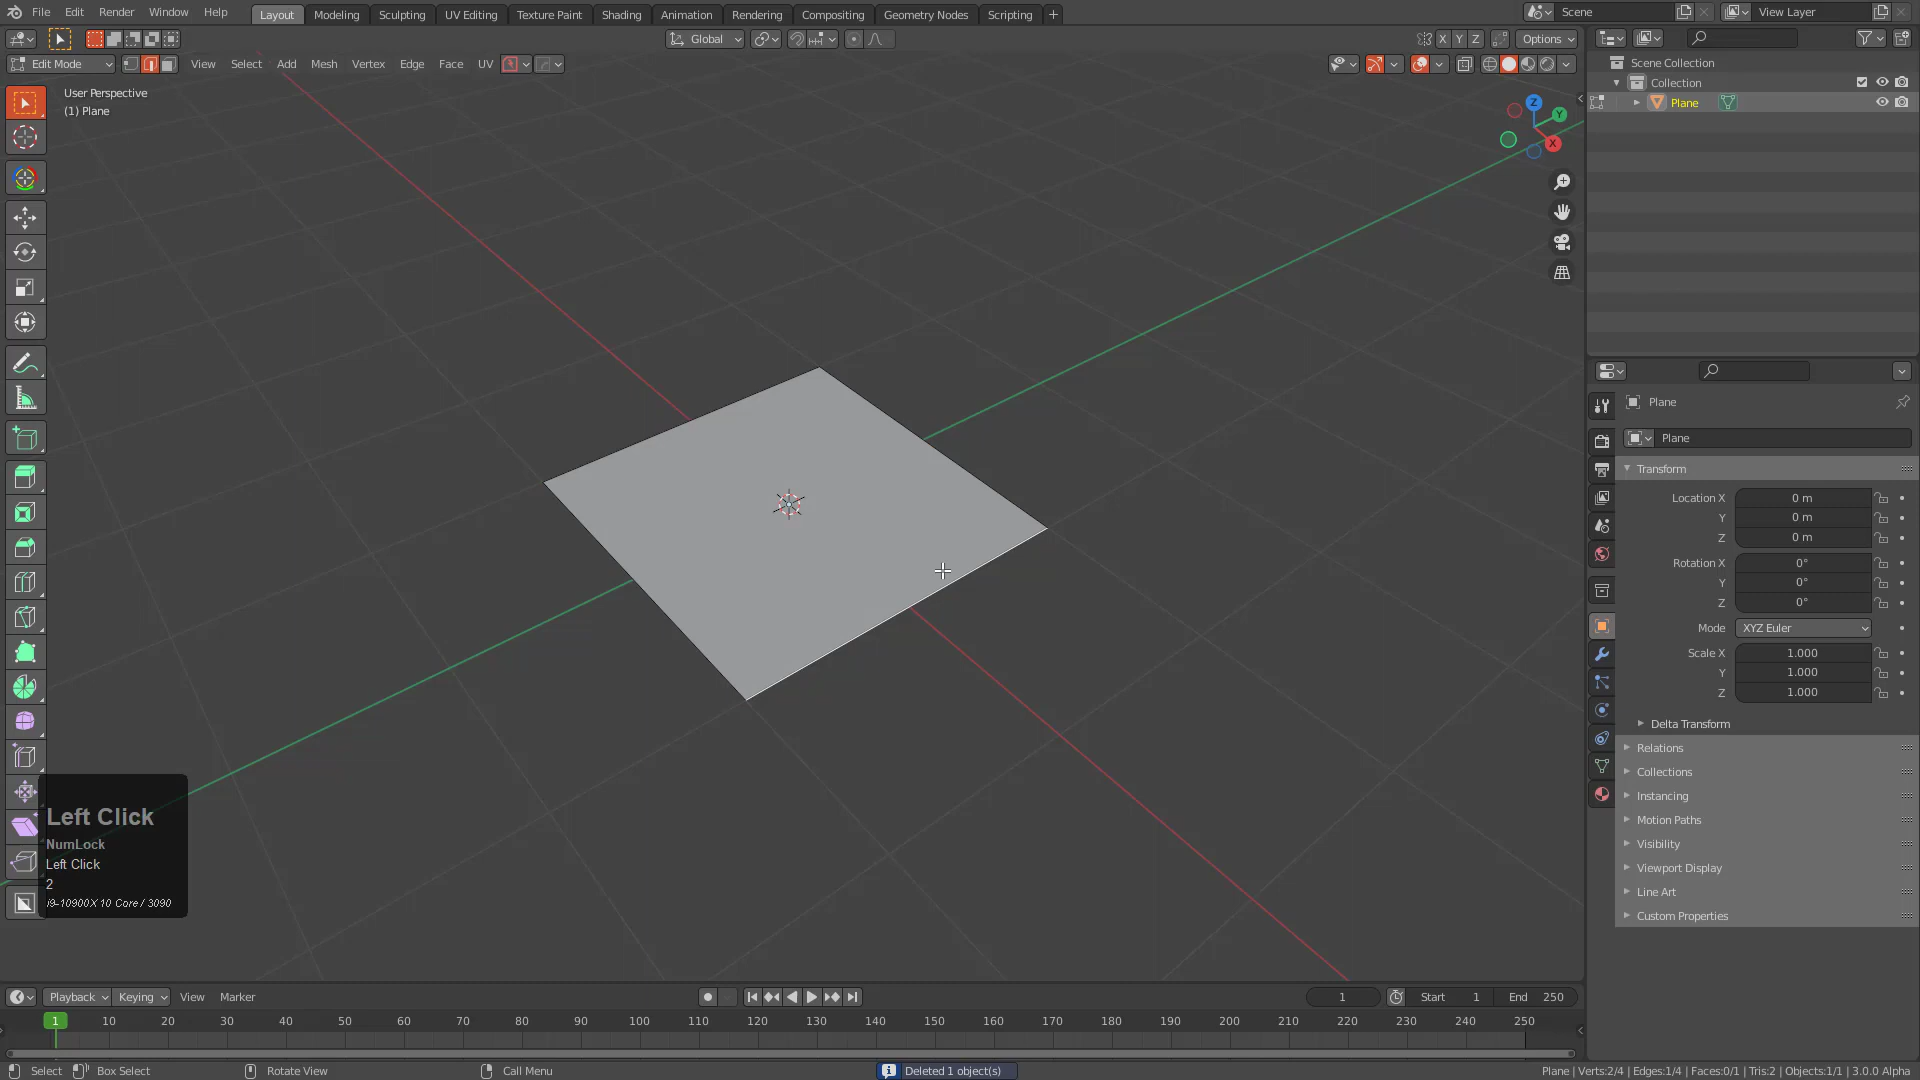 File Edit Render Window Help
Layout Modeling Sculpting UV Editing Texture Paint Shading Animation Rendering Compositing Geometry Nodes Scripting +
Scene
View Layer
Global
X Y Z
Options
Edit Mode
View Select Add Mesh Vertex Edge Face UV
User Perspective
(1) Plane
Z
Y
X
Scene Collection
Collection
Plane
Plane
Plane
Transform
Location X 0 m
Y 0 m
Z 0 m
Rotation X 0°
Y 0°
Z 0°
Mode XYZ Euler
Scale X 1.000
Y 1.000
Z 1.000
Delta Transform
Relations
Collections
Instancing
Motion Paths
Visibility
Viewport Display
Line Art
Custom Properties
Left Click
NumLock
Left Click
2
i9-10900X 10 Core / 3090
Playback Keying View Marker
1
Start 1
End 250
1 10 20 30 40 50 60 70 80 90 100 110 120 130 140 150 160 170 180 190 200 210 220 230 240 250
Select Box Select Rotate View Call Menu
Deleted 1 object(s)
Plane | Verts:2/4 | Edges:1/4 | Faces:0/1 | Tris:2 | Objects:1/1 | 3.0.0 Alpha